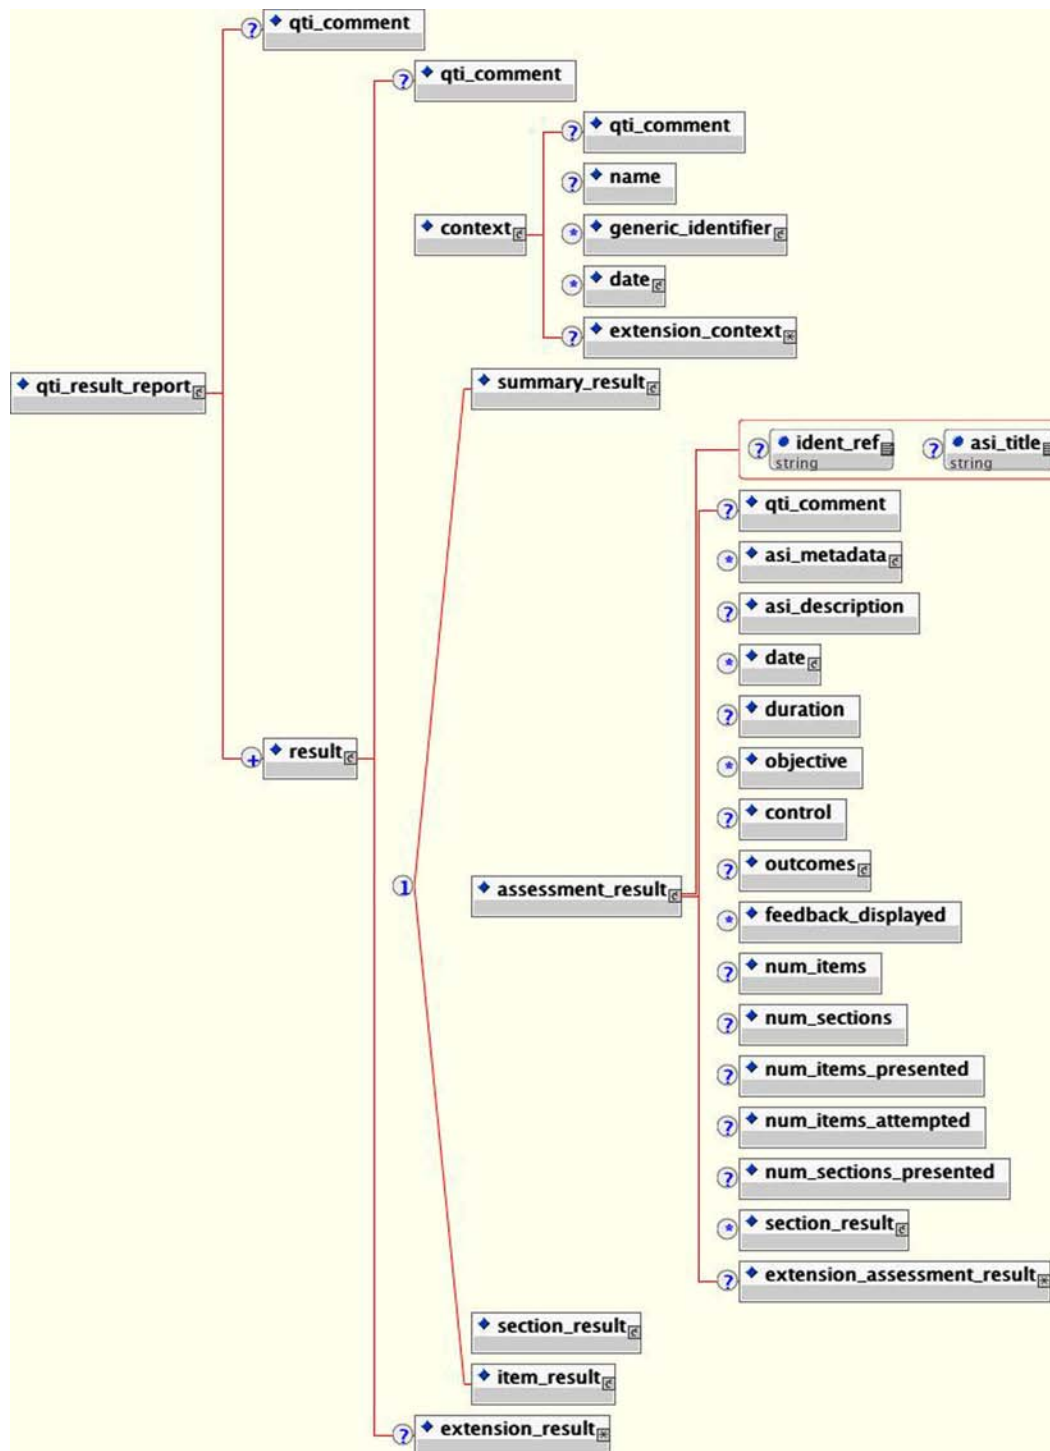 qti_comment
qti_comment
qti_comment
name
context
generic_identifier
date
extension_context
qti_result_report
summary_result
ident_ref asi_title
string string
qti_comment
asi_metadata
asi_description
date
duration
result
objective
control
outcomes
assessment_result
feedback_displayed
num_items
num_sections
num_items_presented
num_items_attempted
num_sections_presented
section_result
extension_assessment_result
section_result
item_result
extension_result